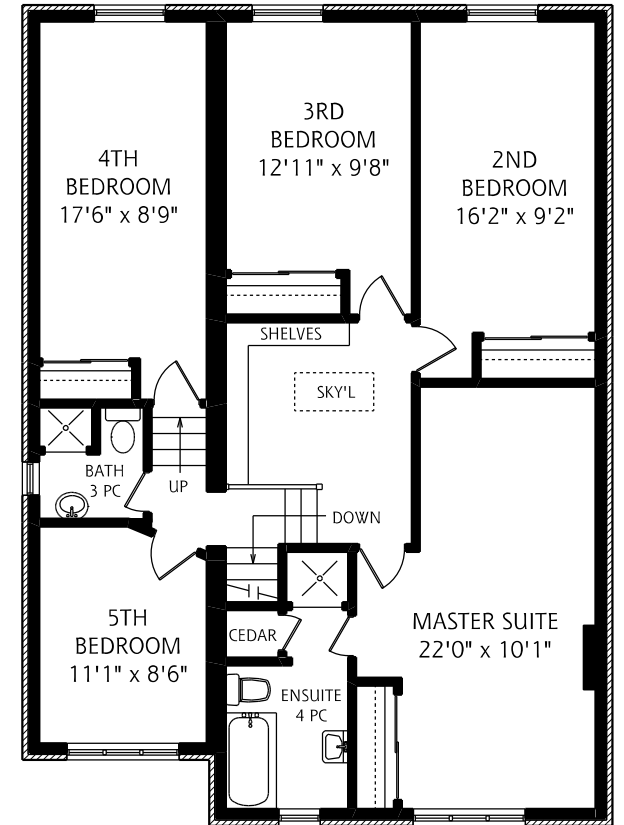 3RD
BEDROOM
12'11" x 9'8"
4TH
BEDROOM
17'6" x 8'9"
2ND
BEDROOM
16'2" x 9'2"
SHELVES
SKY'L
BATH
3 PC
UP
DOWN
5TH
BEDROOM
11'1" x 8'6"
CEDAR
MASTER SUITE
22'0" x 10'1"
ENSUITE
4 PC